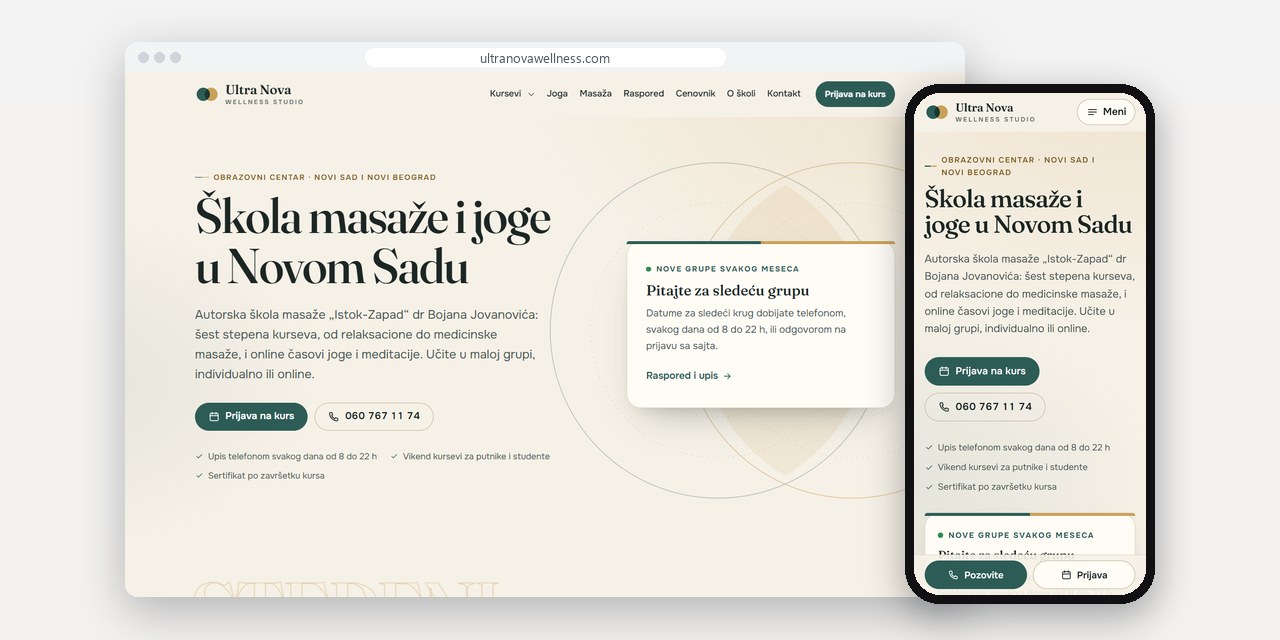 ultranovawellness.com
Ultra Nova
WELLNESS STUDIO
Kursevi Joga Masaža Raspored Cenovnik O školi Kontakt Prijava na kurs
OBRAZOVNI CENTAR · NOVI SAD I NOVI BEOGRAD
Škola masaže i joge
u Novom Sadu
Autorska škola masaže „Istok-Zapad“ dr Bojana Jovanovića:
šest stepena kurseva, od relaksacione do medicinske
masaže, i online časovi joge i meditacije. Učite u maloj grupi,
individualno ili online.
Prijava na kurs 060 767 11 74
Upis telefonom svakog dana od 8 do 22 h Vikend kursevi za putnike i studente
Sertifikat po završetku kursa
NOVE GRUPE SVAKOG MESECA
Pitajte za sledeću grupu
Datume za sledeći krug dobijate telefonom,
svakog dana od 8 do 22 h, ili odgovorom na
prijavu sa sajta.
Raspored i upis →
STEPENI
Ultra Nova
WELLNESS STUDIO
Meni
OBRAZOVNI CENTAR · NOVI SAD I
NOVI BEOGRAD
Škola masaže i
joge u Novom Sadu
Autorska škola masaže „Istok-Zapad“ dr
Bojana Jovanovića: šest stepena kurseva,
od relaksacione do medicinske masaže, i
online časovi joge i meditacije. Učite u
maloj grupi, individualno ili online.
Prijava na kurs
060 767 11 74
Upis telefonom svakog dana od 8 do 22 h
Vikend kursevi za putnike i studente
Sertifikat po završetku kursa
NOVE GRUPE SVAKOG MESECA
Pitajte za sledeću grupu
Pozovite Prijava